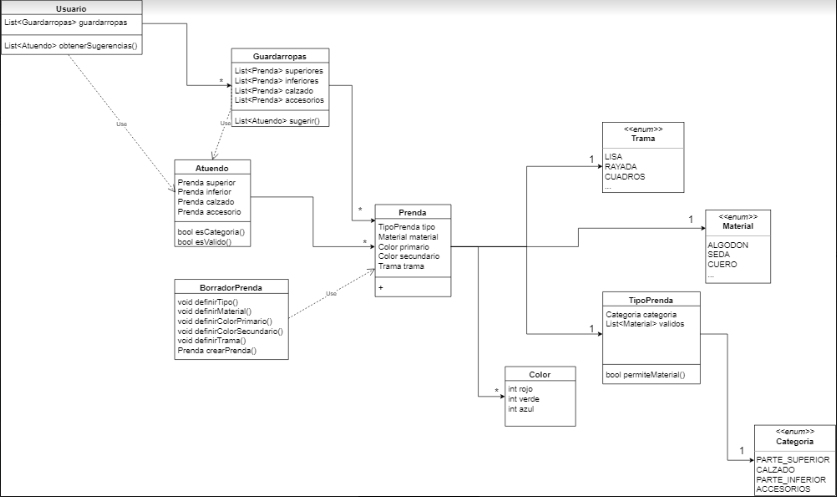 Usuario
List<Guardarropas> guardarropas
List<Atuendo> obtenerSugerencias()
Guardarropas
List<Prenda> superiores
List<Prenda> inferiores
List<Prenda> calzado
List<Prenda> accesorios
List<Atuendo> sugerir()
*
Use
Use
Atuendo
Prenda superior
Prenda inferior
Prenda calzado
Prenda accesorio
bool esCategoria()
bool esValido()
*
*
Prenda
TipoPrenda tipo
Material material
Color primario
Color secundario
Trama trama
+
BorradorPrenda
void definirTipo()
void definirMaterial()
void definirColorPrimario()
void definirColorSecundario()
void definirTrama()
Prenda crearPrenda()
Use
<<enum>>
Trama
LISA
RAYADA
CUADROS
...
1
<<enum>>
Material
ALGODON
SEDA
CUERO
...
1
TipoPrenda
Categoria categoria
List<Material> validos
bool permiteMaterial()
1
Color
int rojo
int verde
int azul
*
<<enum>>
Categoria
PARTE_SUPERIOR
CALZADO
PARTE_INFERIOR
ACCESORIOS
1